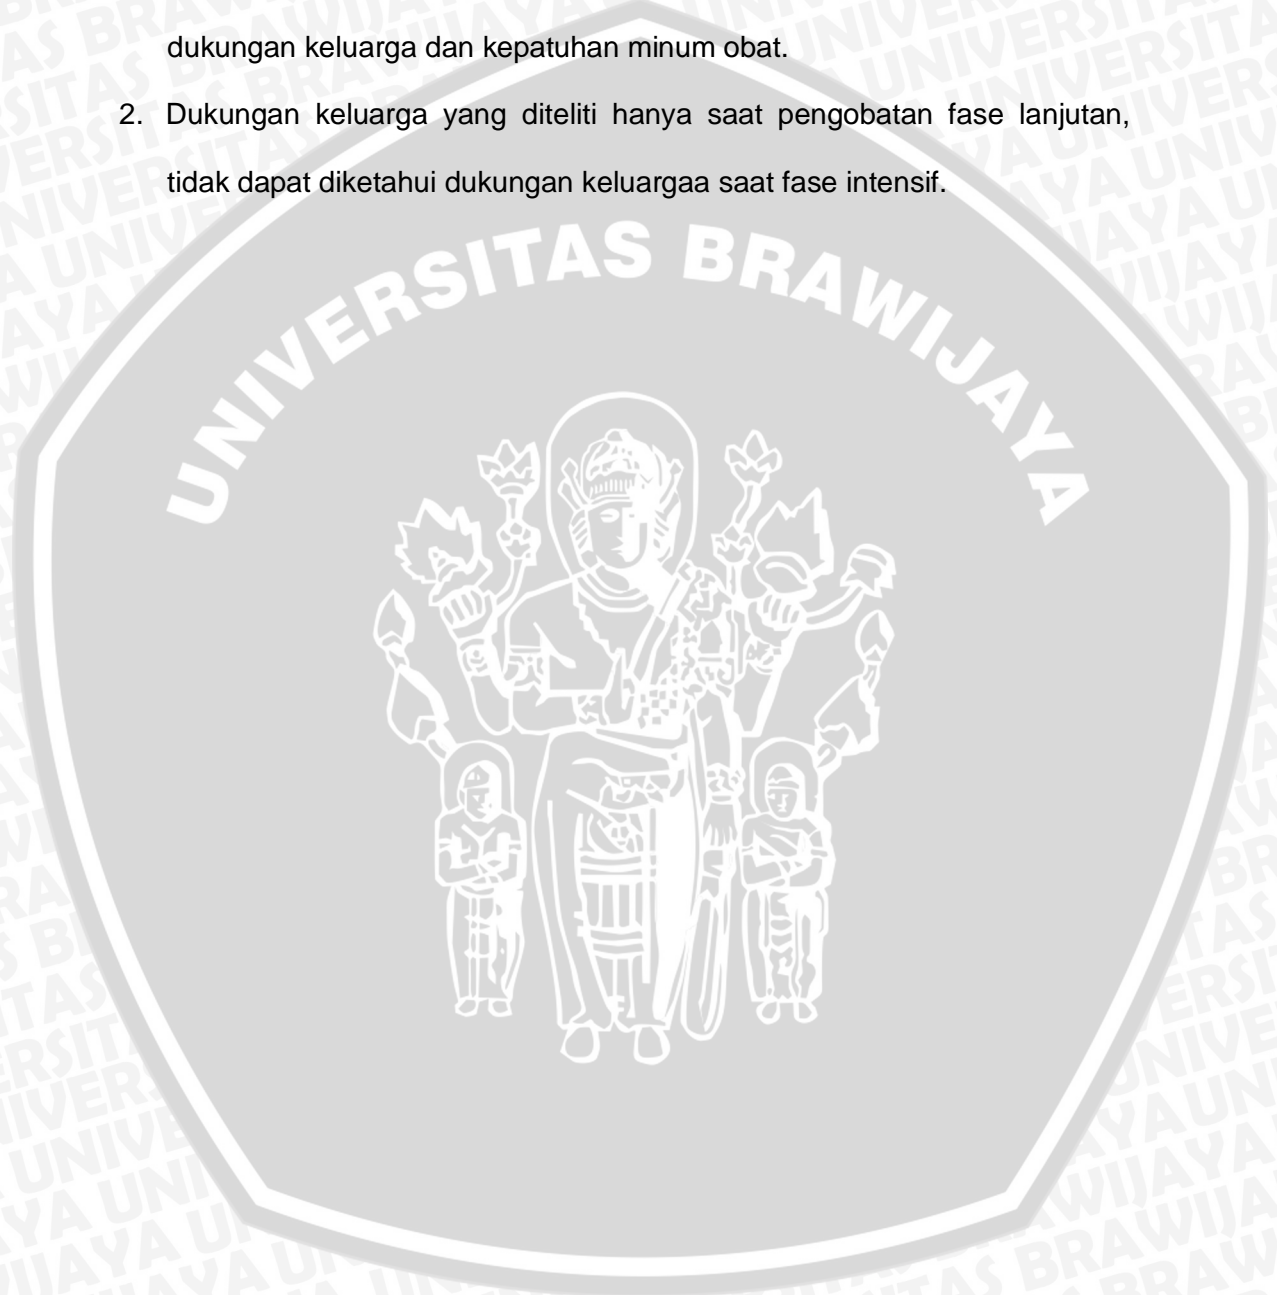 dukungan keluarga dan kepatuhan minum obat.
2. Dukungan keluarga yang diteliti hanya saat pengobatan fase lanjutan,
tidak dapat diketahui dukungan keluargaa saat fase intensif.
UNIVERSITAS BRAWIJAYA